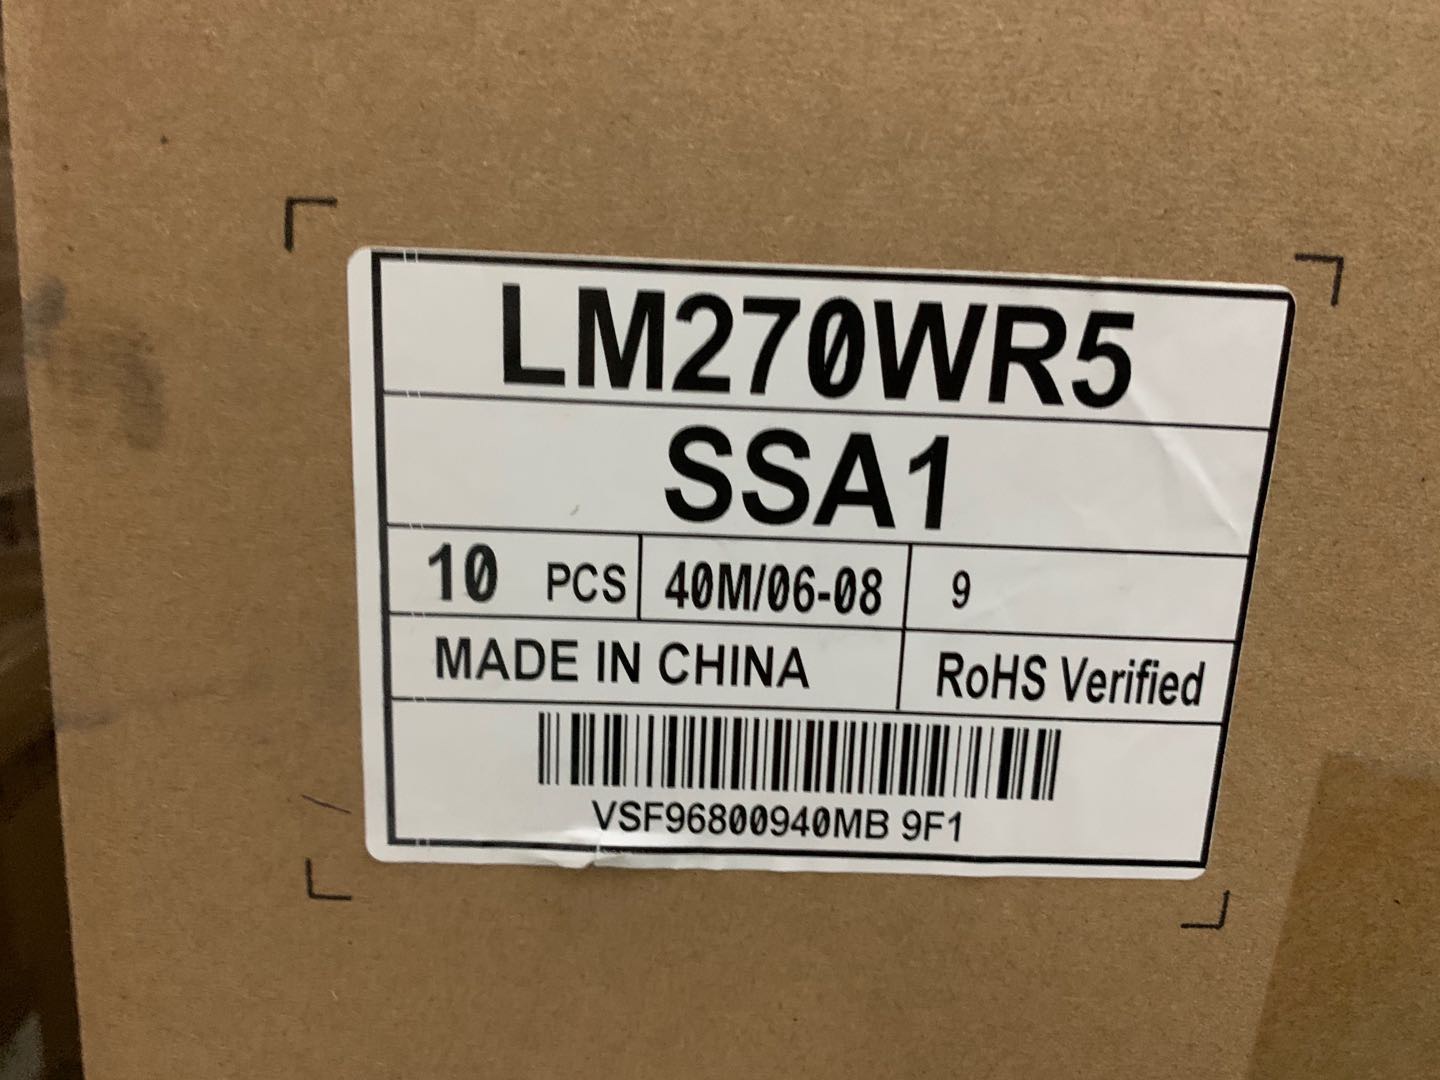 LM270WR5
SSA1
10 PCS 40M/06-08 9
MADE IN CHINA RoHS Verified
VSF96800940MB 9F1